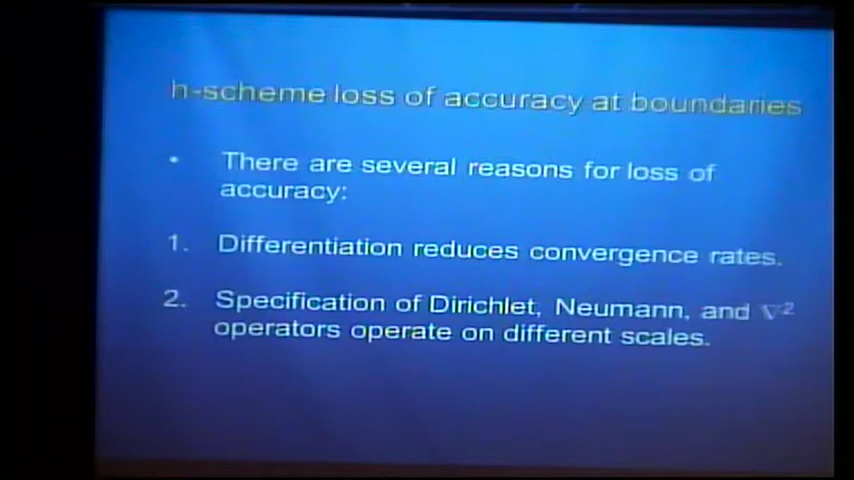 h-scheme loss of accuracy at boundaries
• There are several reasons for loss of
accuracy:
1. Differentiation reduces convergence rates.
2. Specification of Dirichlet, Neumann, and ∇²
operators operate on different scales.